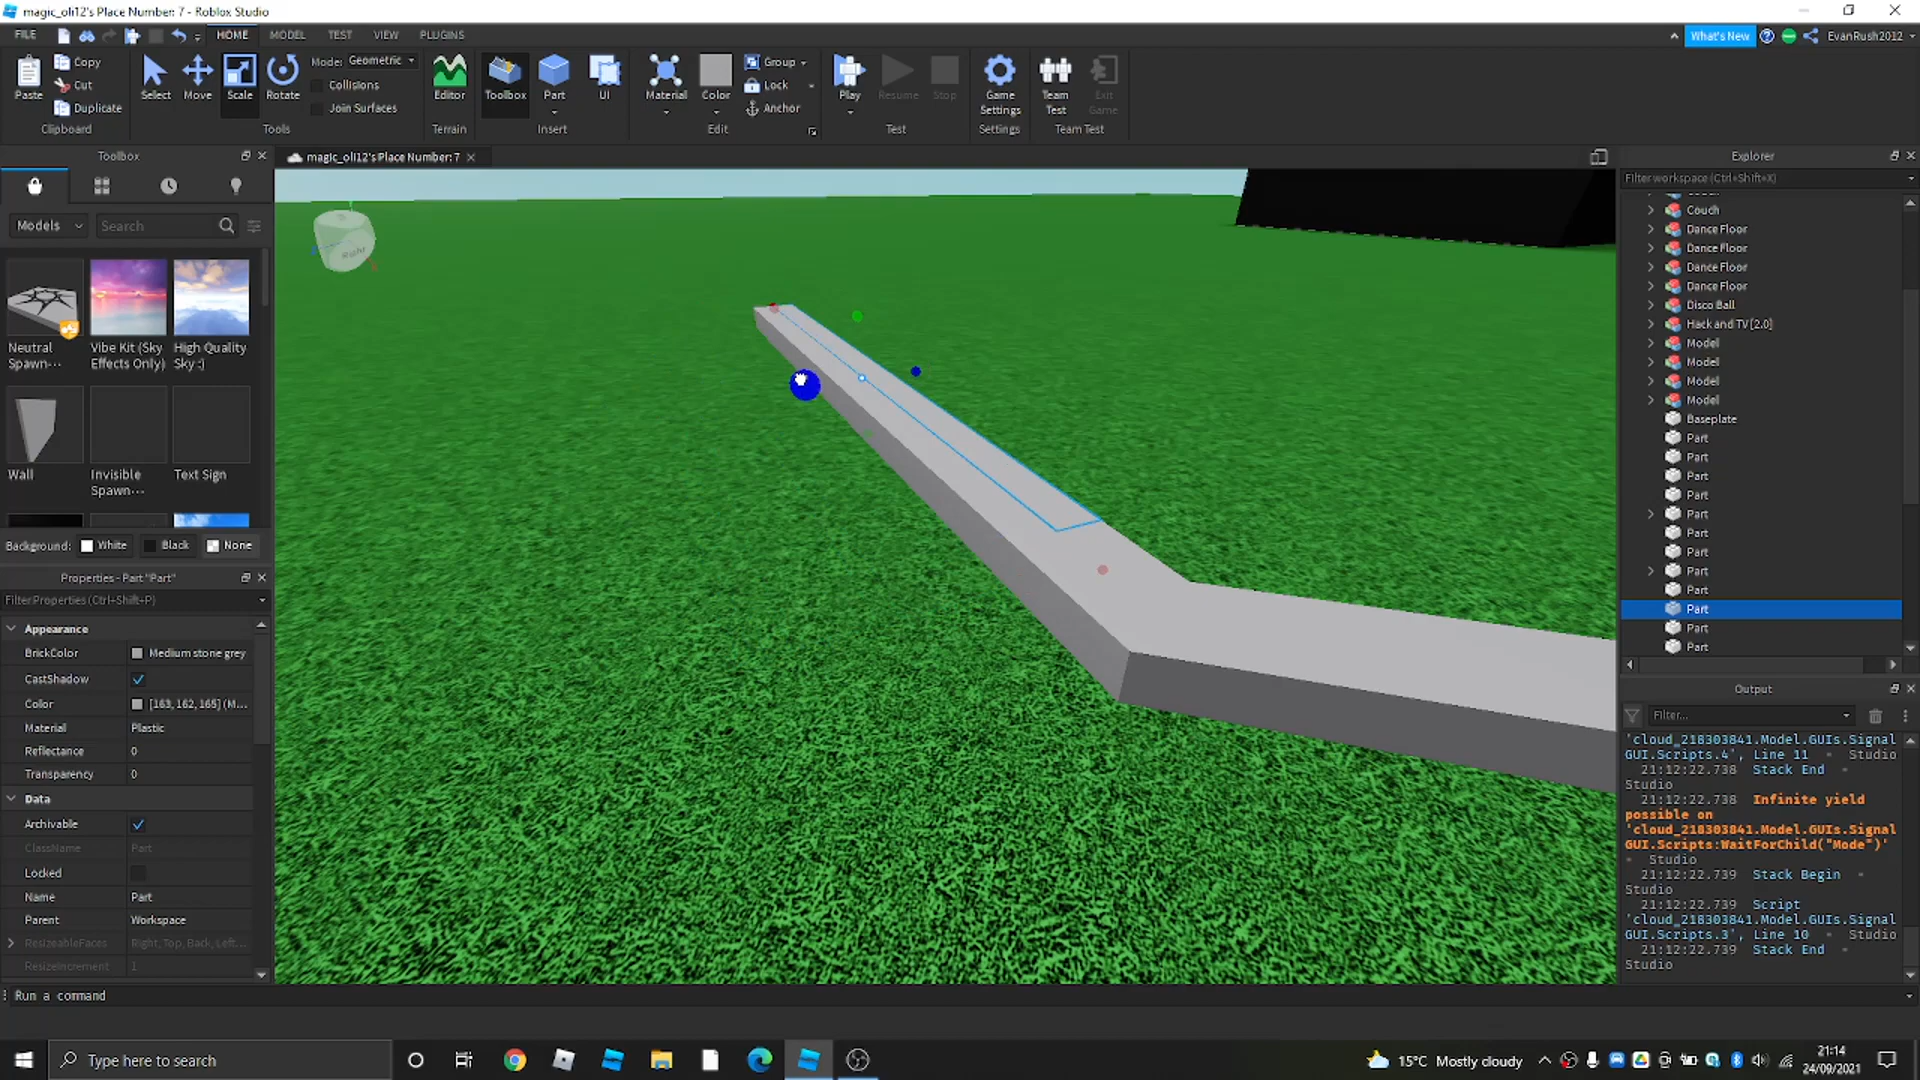 magic_oli12's Place Number: 7 - Roblox Studio
FILE HOME MODEL TEST VIEW PLUGINS What's New EvanRush2012
Paste Copy Cut Duplicate Clipboard
Select Move Scale Rotate Mode: Geometric Collisions Join Surfaces Tools
Editor Terrain
Toolbox Part UI Insert
Material Color Group Lock Anchor Edit
Play Resume Stop Test
Game Settings Settings
Team Test Exit Game Team Test
Toolbox
magic_oli12's Place Number: 7
Models Search
Neutral Spawn...
Vibe Kit (Sky Effects Only)
High Quality Sky :)
Wall
Invisible Spawn...
Text Sign
Background: White Black None
Properties - Part "Part"
Filter Properties (Ctrl+Shift+P)
Appearance
BrickColor Medium stone grey
CastShadow
Color [163, 162, 165] (M...
Material Plastic
Reflectance 0
Transparency 0
Data
Archivable
ClassName Part
Locked
Name Part
Parent Workspace
ResizeableFaces Right, Top, Back, Left...
ResizeIncrement 1
Run a command
Right
Explorer
Filter workspace (Ctrl+Shift+X)
Couch
Couch
Dance Floor
Dance Floor
Dance Floor
Dance Floor
Disco Ball
Hack and TV [2.0]
Model
Model
Model
Model
Baseplate
Part
Part
Part
Part
Part
Part
Part
Part
Part
Part
Part
Part
Output
Filter...
'cloud_218303841.Model.GUIs.Signal
GUI.Scripts.4', Line 11 - Studio
21:12:22.738 Stack End -
Studio
21:12:22.738 Infinite yield
possible on
'cloud_218303841.Model.GUIs.Signal
GUI.Scripts:WaitForChild("Mode")'
- Studio
21:12:22.739 Stack Begin -
Studio
21:12:22.739 Script
'cloud_218303841.Model.GUIs.Signal
GUI.Scripts.3', Line 10 - Studio
21:12:22.739 Stack End -
Studio
Type here to search
15°C Mostly cloudy
21:14
24/09/2021